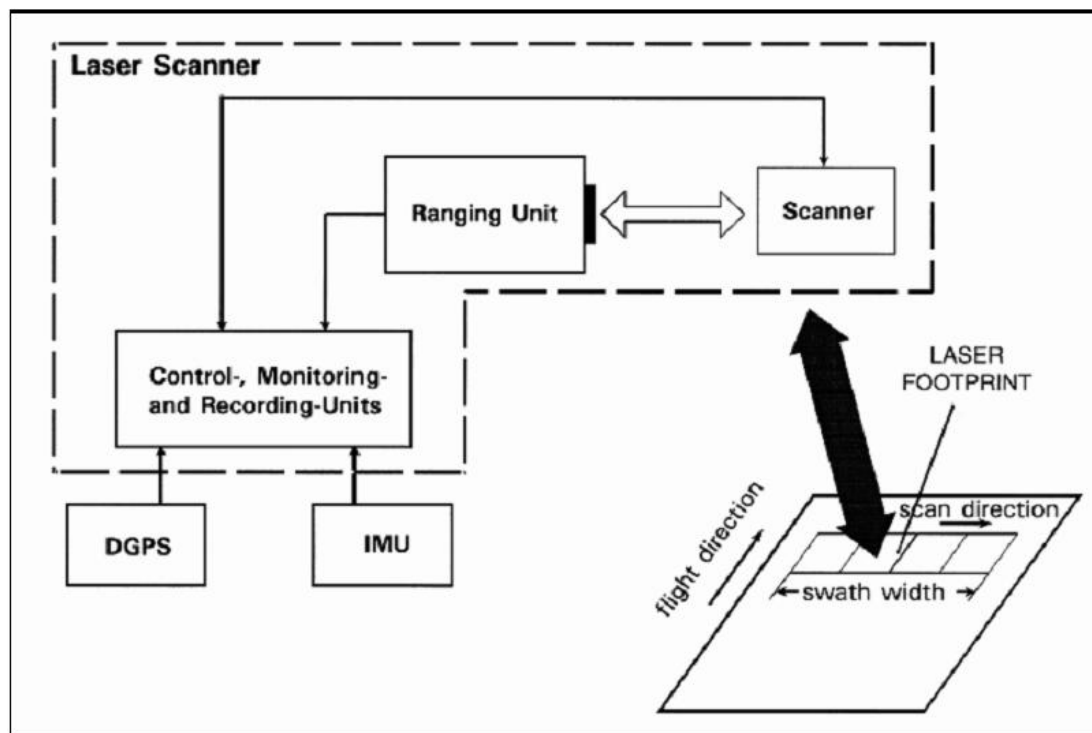 Laser Scanner
Ranging Unit
Scanner
Control-, Monitoring-
and Recording-Units
DGPS
IMU
LASER
FOOTPRINT
scan direction
flight direction
swath width